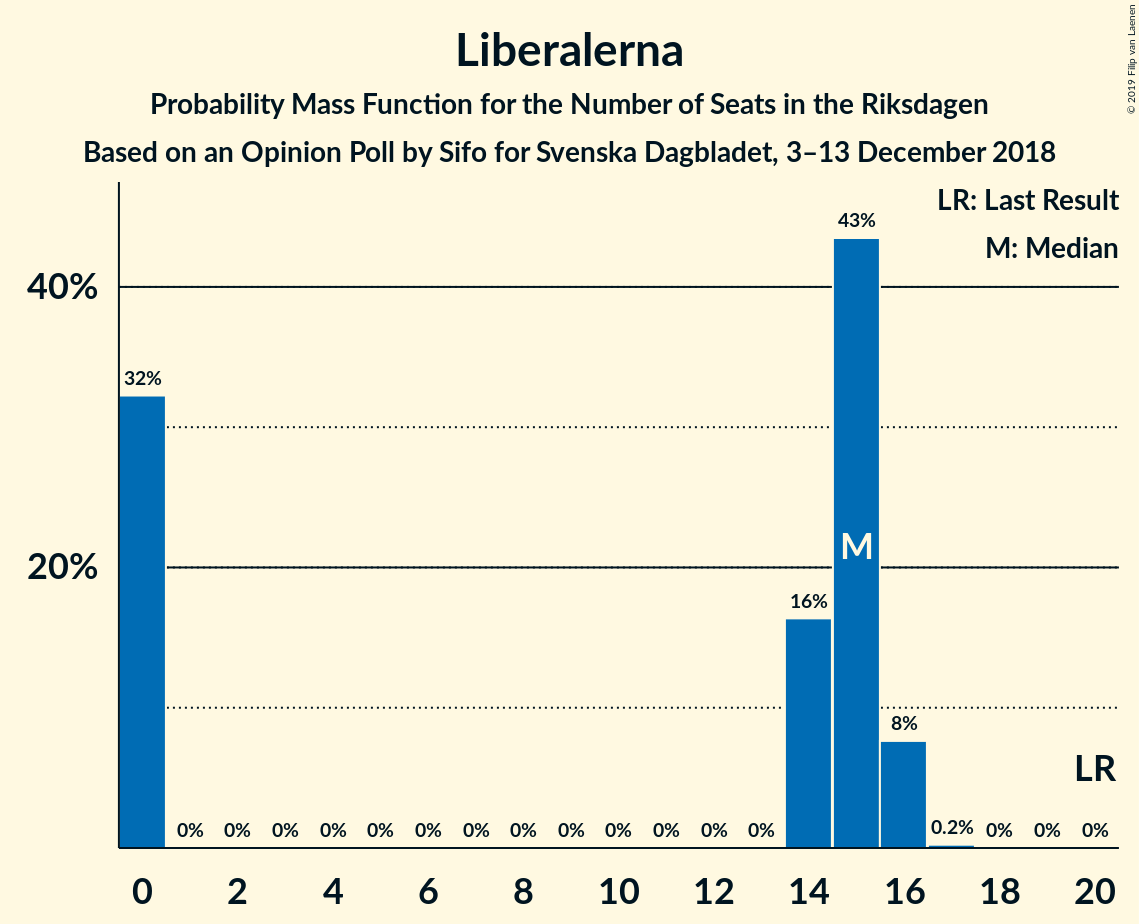 Liberalerna
Probability Mass Function for the Number of Seats in the Riksdagen
Based on an Opinion Poll by Sifo for Svenska Dagbladet, 3–13 December 2018
© 2019 Filip van Laenen
LR: Last Result
M: Median
43%
40%
32%
M
20%
16%
8%
LR
0% 0% 0% 0% 0% 0% 0% 0% 0% 0% 0% 0% 0% 0.2% 0% 0% 0%
0 2 4 6 8 10 12 14 16 18 20